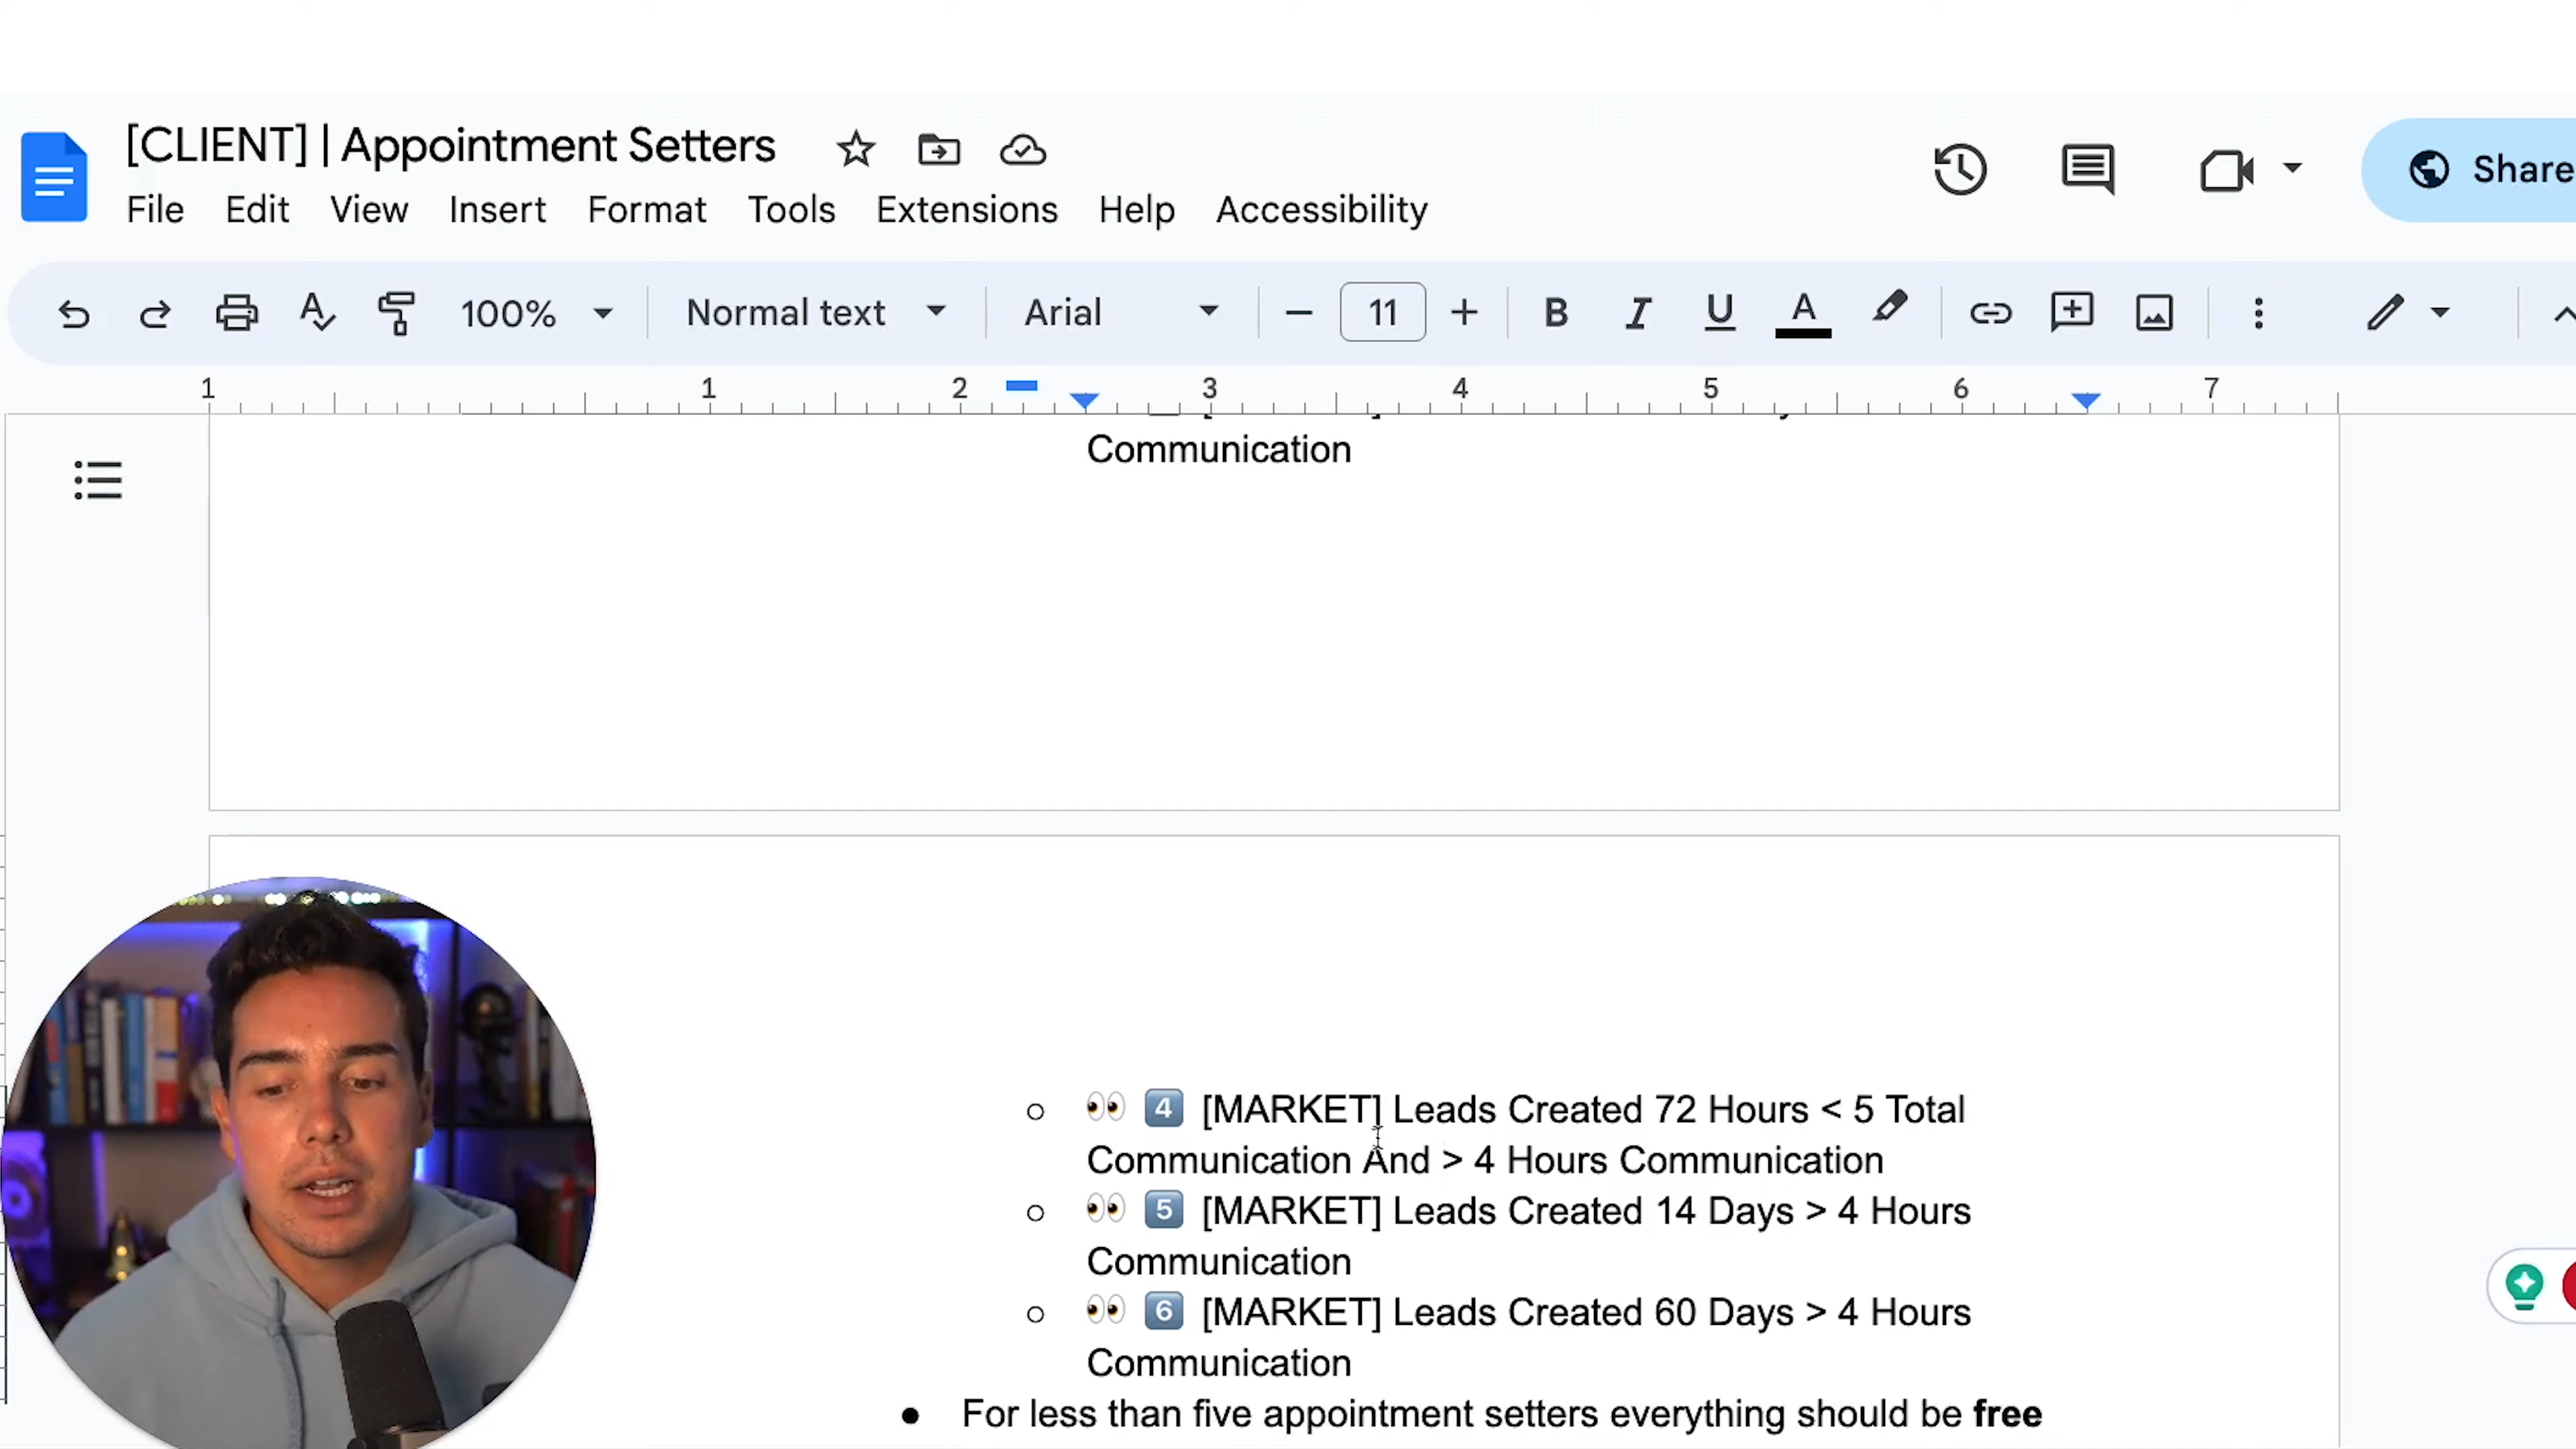 [CLIENT] | Appointment Setters
File Edit View Insert Format Tools Extensions Help Accessibility
Share
100% Normal text Arial 11 B I U A
1 1 2 3 4 5 6 7
Communication
👀 4️⃣ [MARKET] Leads Created 72 Hours < 5 Total
Communication And > 4 Hours Communication
👀 5️⃣ [MARKET] Leads Created 14 Days > 4 Hours
Communication
👀 6️⃣ [MARKET] Leads Created 60 Days > 4 Hours
Communication
For less than five appointment setters everything should be free